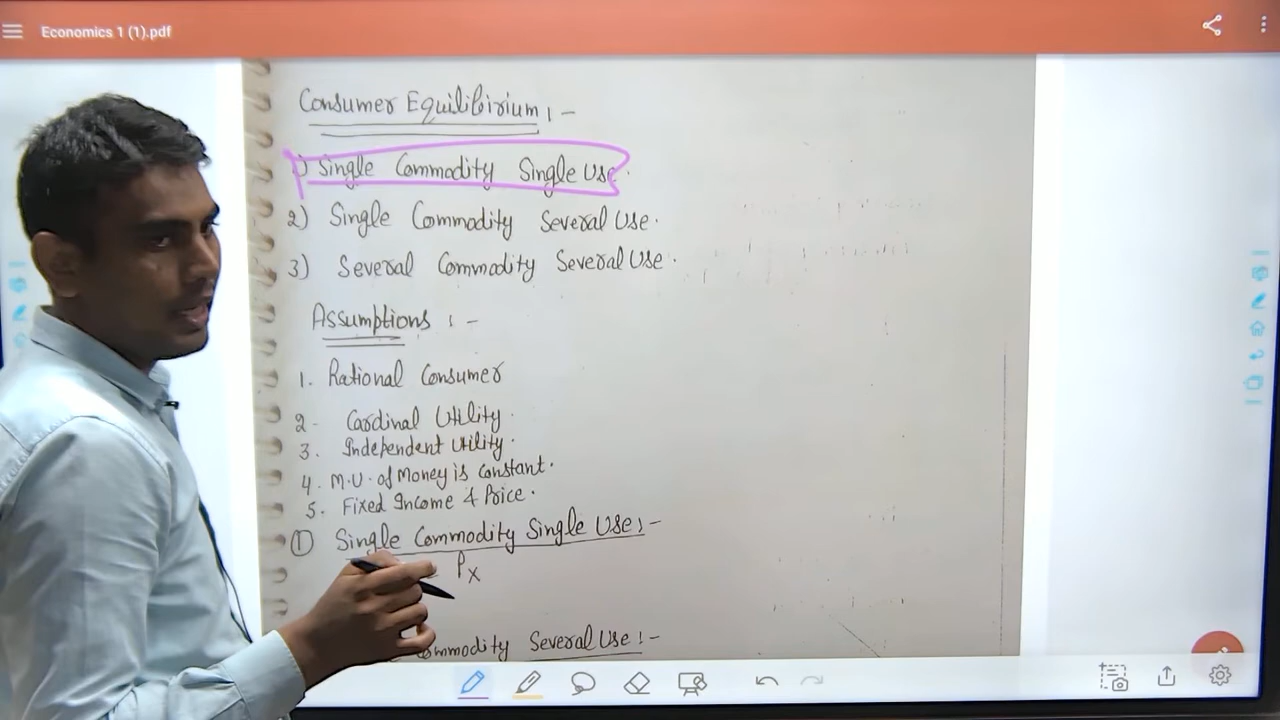 Economics 1 (1).pdf
Consumer Equilibirium :-
1) Single Commodity Single Use.
2) Single Commodity Several Use.
3) Several Commodity Several Use.
Assumptions :-
1. Rational Consumer
2- Cardinal Utility.
3. Independent Utility.
4. M.U. of Money is Constant.
5. Fixed Income & Price.
① Single Commodity Single Use :-
Px
ommodity Several Use :-